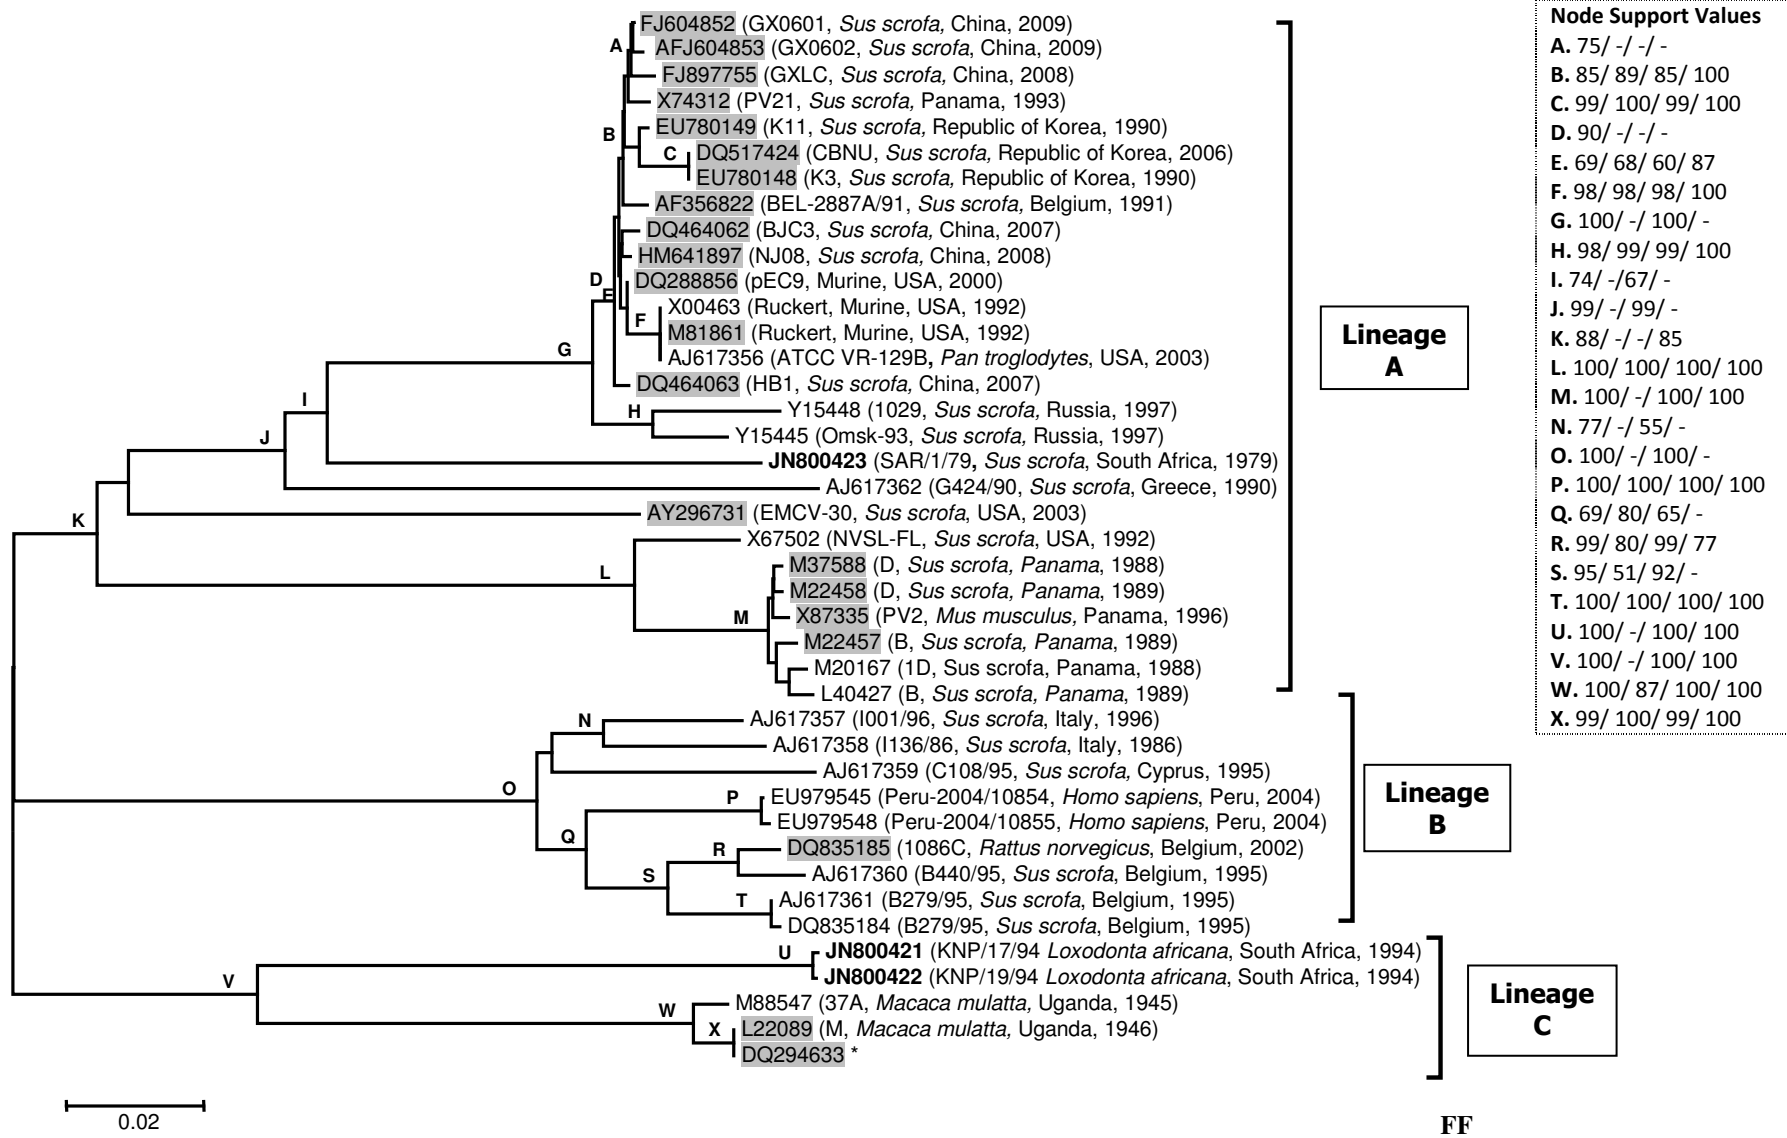 FJ604852 (GX0601, Sus scrofa, China, 2009)
A
AFJ604853 (GX0602, Sus scrofa, China, 2009)
FJ897755 (GXLC, Sus scrofa, China, 2008)
X74312 (PV21, Sus scrofa, Panama, 1993)
B
EU780149 (K11, Sus scrofa, Republic of Korea, 1990)
C
DQ517424 (CBNU, Sus scrofa, Republic of Korea, 2006)
EU780148 (K3, Sus scrofa, Republic of Korea, 1990)
AF356822 (BEL-2887A/91, Sus scrofa, Belgium, 1991)
DQ464062 (BJC3, Sus scrofa, China, 2007)
HM641897 (NJ08, Sus scrofa, China, 2008)
D
DQ288856 (pEC9, Murine, USA, 2000)
E
X00463 (Ruckert, Murine, USA, 1992)
F
M81861 (Ruckert, Murine, USA, 1992)
G
AJ617356 (ATCC VR-129B, Pan troglodytes, USA, 2003)
DQ464063 (HB1, Sus scrofa, China, 2007)
I
H
Y15448 (1029, Sus scrofa, Russia, 1997)
J
Y15445 (Omsk-93, Sus scrofa, Russia, 1997)
JN800423 (SAR/1/79, Sus scrofa, South Africa, 1979)
AJ617362 (G424/90, Sus scrofa, Greece, 1990)
K
AY296731 (EMCV-30, Sus scrofa, USA, 2003)
X67502 (NVSL-FL, Sus scrofa, USA, 1992)
L
M37588 (D, Sus scrofa, Panama, 1988)
M22458 (D, Sus scrofa, Panama, 1989)
M
X87335 (PV2, Mus musculus, Panama, 1996)
M22457 (B, Sus scrofa, Panama, 1989)
M20167 (1D, Sus scrofa, Panama, 1988)
L40427 (B, Sus scrofa, Panama, 1989)
N
AJ617357 (I001/96, Sus scrofa, Italy, 1996)
AJ617358 (I136/86, Sus scrofa, Italy, 1986)
AJ617359 (C108/95, Sus scrofa, Cyprus, 1995)
O
P
EU979545 (Peru-2004/10854, Homo sapiens, Peru, 2004)
EU979548 (Peru-2004/10855, Homo sapiens, Peru, 2004)
Q
R
DQ835185 (1086C, Rattus norvegicus, Belgium, 2002)
S
AJ617360 (B440/95, Sus scrofa, Belgium, 1995)
T
AJ617361 (B279/95, Sus scrofa, Belgium, 1995)
DQ835184 (B279/95, Sus scrofa, Belgium, 1995)
U
JN800421 (KNP/17/94 Loxodonta africana, South Africa, 1994)
V
JN800422 (KNP/19/94 Loxodonta africana, South Africa, 1994)
W
M88547 (37A, Macaca mulatta, Uganda, 1945)
X
L22089 (M, Macaca mulatta, Uganda, 1946)
DQ294633 *
0.02
Lineage
A
Lineage
B
Lineage
C
Node Support Values
A. 75/ -/ -/ -
B. 85/ 89/ 85/ 100
C. 99/ 100/ 99/ 100
D. 90/ -/ -/ -
E. 69/ 68/ 60/ 87
F. 98/ 98/ 98/ 100
G. 100/ -/ 100/ -
H. 98/ 99/ 99/ 100
I. 74/ -/67/ -
J. 99/ -/ 99/ -
K. 88/ -/ -/ 85
L. 100/ 100/ 100/ 100
M. 100/ -/ 100/ 100
N. 77/ -/ 55/ -
O. 100/ -/ 100/ -
P. 100/ 100/ 100/ 100
Q. 69/ 80/ 65/ -
R. 99/ 80/ 99/ 77
S. 95/ 51/ 92/ -
T. 100/ 100/ 100/ 100
U. 100/ -/ 100/ 100
V. 100/ -/ 100/ 100
W. 100/ 87/ 100/ 100
X. 99/ 100/ 99/ 100
FF